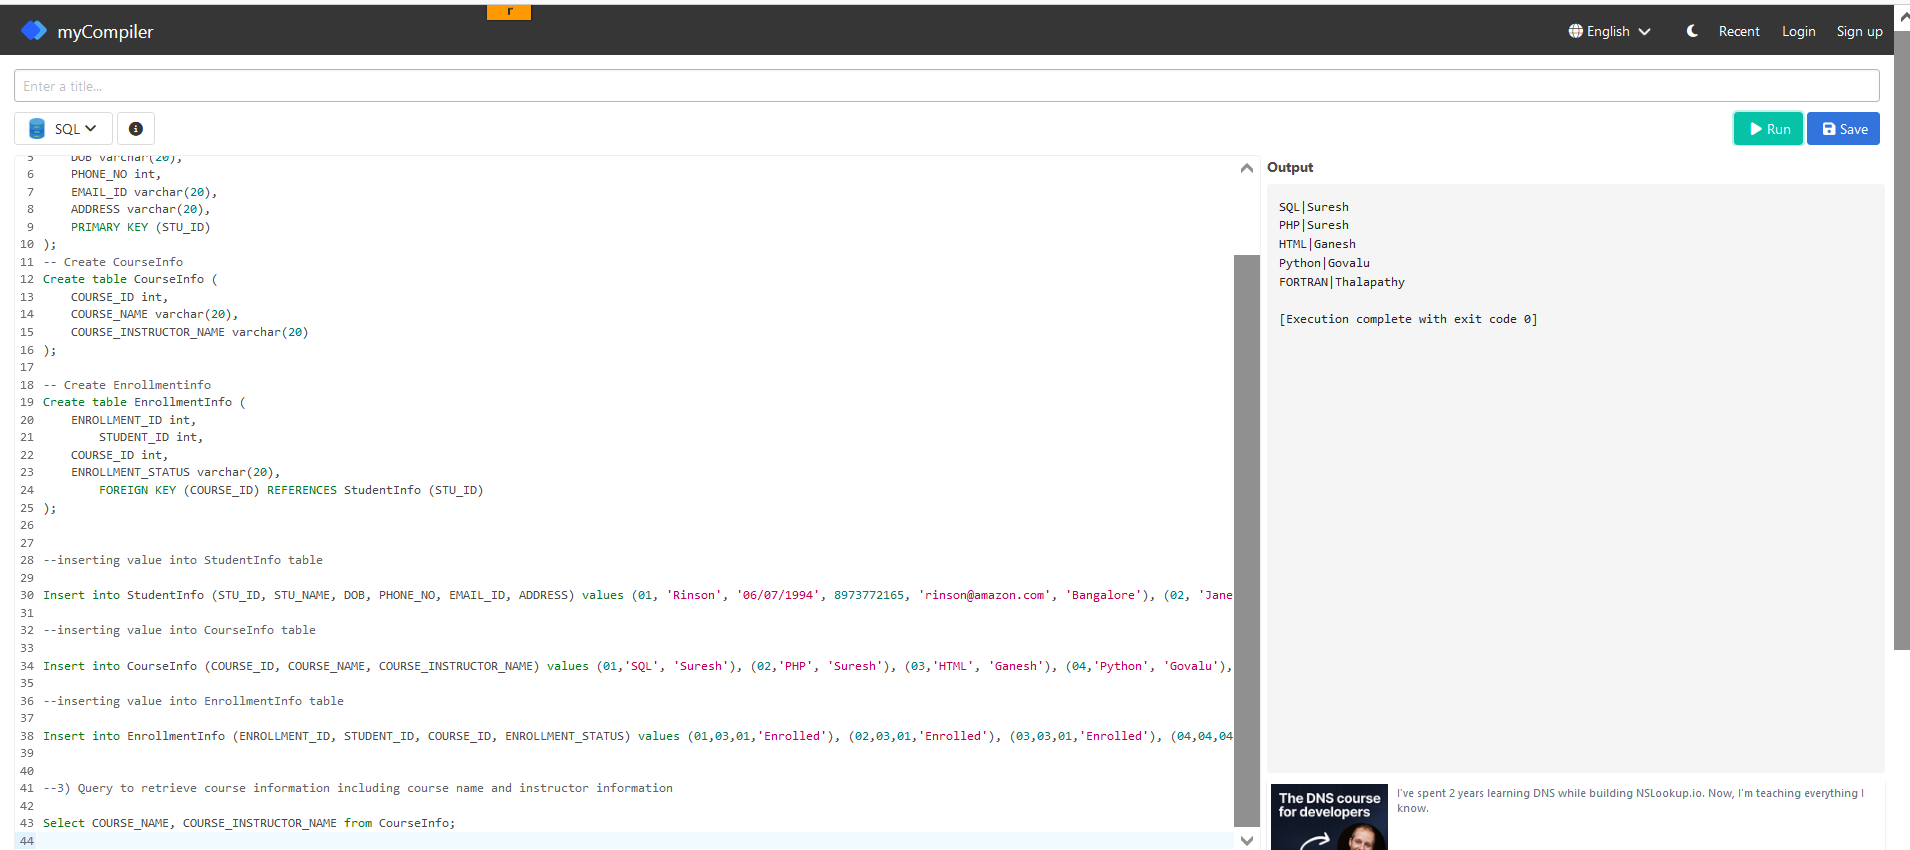 r
myCompiler
English
Recent
Login
Sign up
Enter a title...
SQL
Run
Save
5 DOB varchar(20),
6 PHONE_NO int,
7 EMAIL_ID varchar(20),
8 ADDRESS varchar(20),
9 PRIMARY KEY (STU_ID)
10 );
11 -- Create CourseInfo
12 Create table CourseInfo (
13 COURSE_ID int,
14 COURSE_NAME varchar(20),
15 COURSE_INSTRUCTOR_NAME varchar(20)
16 );
17
18 -- Create Enrollmentinfo
19 Create table EnrollmentInfo (
20 ENROLLMENT_ID int,
21 STUDENT_ID int,
22 COURSE_ID int,
23 ENROLLMENT_STATUS varchar(20),
24 FOREIGN KEY (COURSE_ID) REFERENCES StudentInfo (STU_ID)
25 );
26
27
28 --inserting value into StudentInfo table
29
30 Insert into StudentInfo (STU_ID, STU_NAME, DOB, PHONE_NO, EMAIL_ID, ADDRESS) values (01, 'Rinson', '06/07/1994', 8973772165, 'rinson@amazon.com', 'Bangalore'), (02, 'Jane
31
32 --inserting value into CourseInfo table
33
34 Insert into CourseInfo (COURSE_ID, COURSE_NAME, COURSE_INSTRUCTOR_NAME) values (01,'SQL', 'Suresh'), (02,'PHP', 'Suresh'), (03,'HTML', 'Ganesh'), (04,'Python', 'Govalu'),
35
36 --inserting value into EnrollmentInfo table
37
38 Insert into EnrollmentInfo (ENROLLMENT_ID, STUDENT_ID, COURSE_ID, ENROLLMENT_STATUS) values (01,03,01,'Enrolled'), (02,03,01,'Enrolled'), (03,03,01,'Enrolled'), (04,04,04
39
40
41 --3) Query to retrieve course information including course name and instructor information
42
43 Select COURSE_NAME, COURSE_INSTRUCTOR_NAME from CourseInfo;
44
Output
SQL|Suresh
PHP|Suresh
HTML|Ganesh
Python|Govalu
FORTRAN|Thalapathy
[Execution complete with exit code 0]
The DNS course
for developers
I've spent 2 years learning DNS while building NSLookup.io. Now, I'm teaching everything I
know.